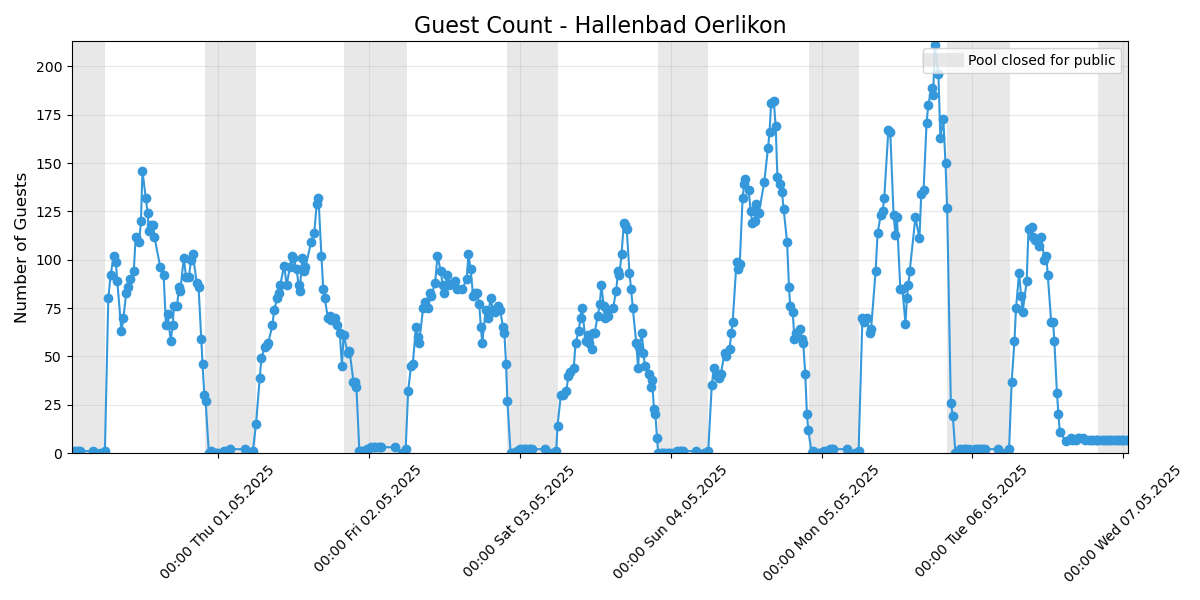 Guest Count - Hallenbad Oerlikon
Pool closed for public
Number of Guests
200
175
150
125
100
75
50
25
0
00:00 Thu 01.05.2025
00:00 Fri 02.05.2025
00:00 Sat 03.05.2025
00:00 Sun 04.05.2025
00:00 Mon 05.05.2025
00:00 Tue 06.05.2025
00:00 Wed 07.05.2025